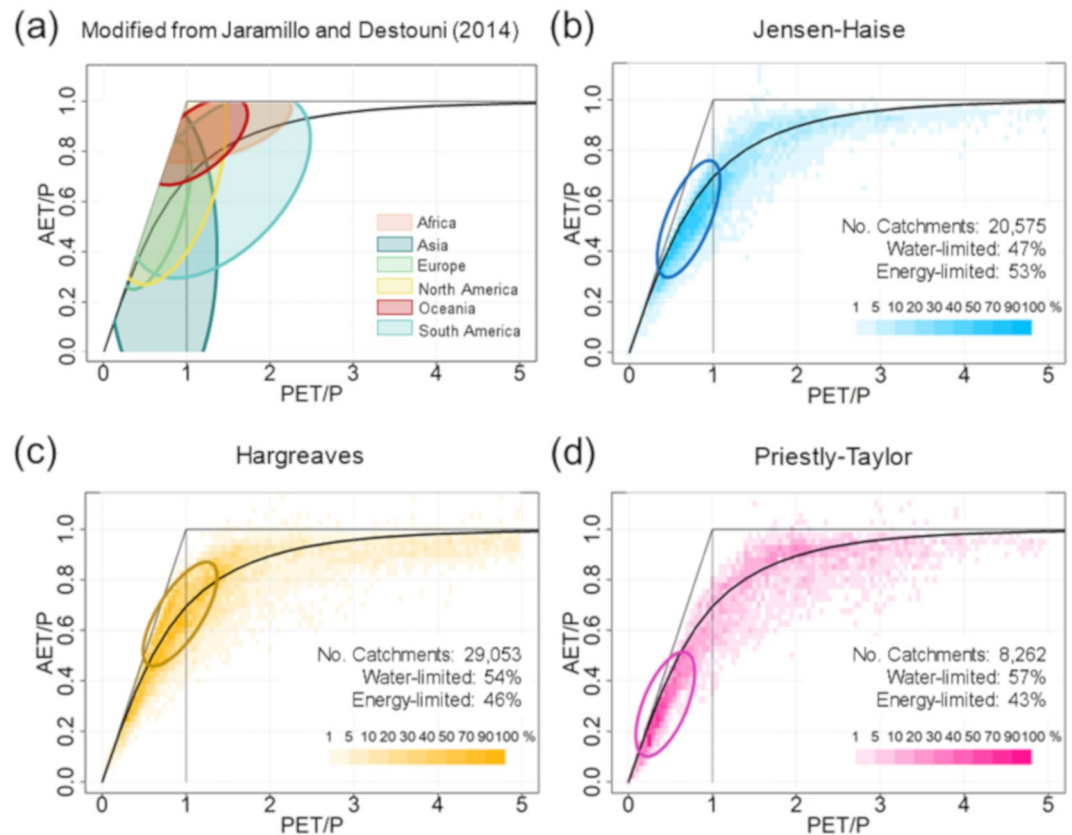 (a) Modified from Jaramillo and Destouni (2014)
AET/P
0.0 0.2 0.4 0.6 0.8 1.0
Africa
Asia
Europe
North America
Oceania
South America
0 1 2 3 4 5
PET/P
(b) Jensen-Haise
AET/P
0.0 0.2 0.4 0.6 0.8 1.0
No. Catchments: 20,575
Water-limited: 47%
Energy-limited: 53%
1 5 10 20 30 40 50 70 90 100 %
0 1 2 3 4 5
PET/P
(c) Hargreaves
AET/P
0.0 0.2 0.4 0.6 0.8 1.0
No. Catchments: 29,053
Water-limited: 54%
Energy-limited: 46%
1 5 10 20 30 40 50 70 90 100 %
0 1 2 3 4 5
PET/P
(d) Priestly-Taylor
AET/P
0.0 0.2 0.4 0.6 0.8 1.0
No. Catchments: 8,262
Water-limited: 57%
Energy-limited: 43%
1 5 10 20 30 40 50 70 90 100 %
0 1 2 3 4 5
PET/P